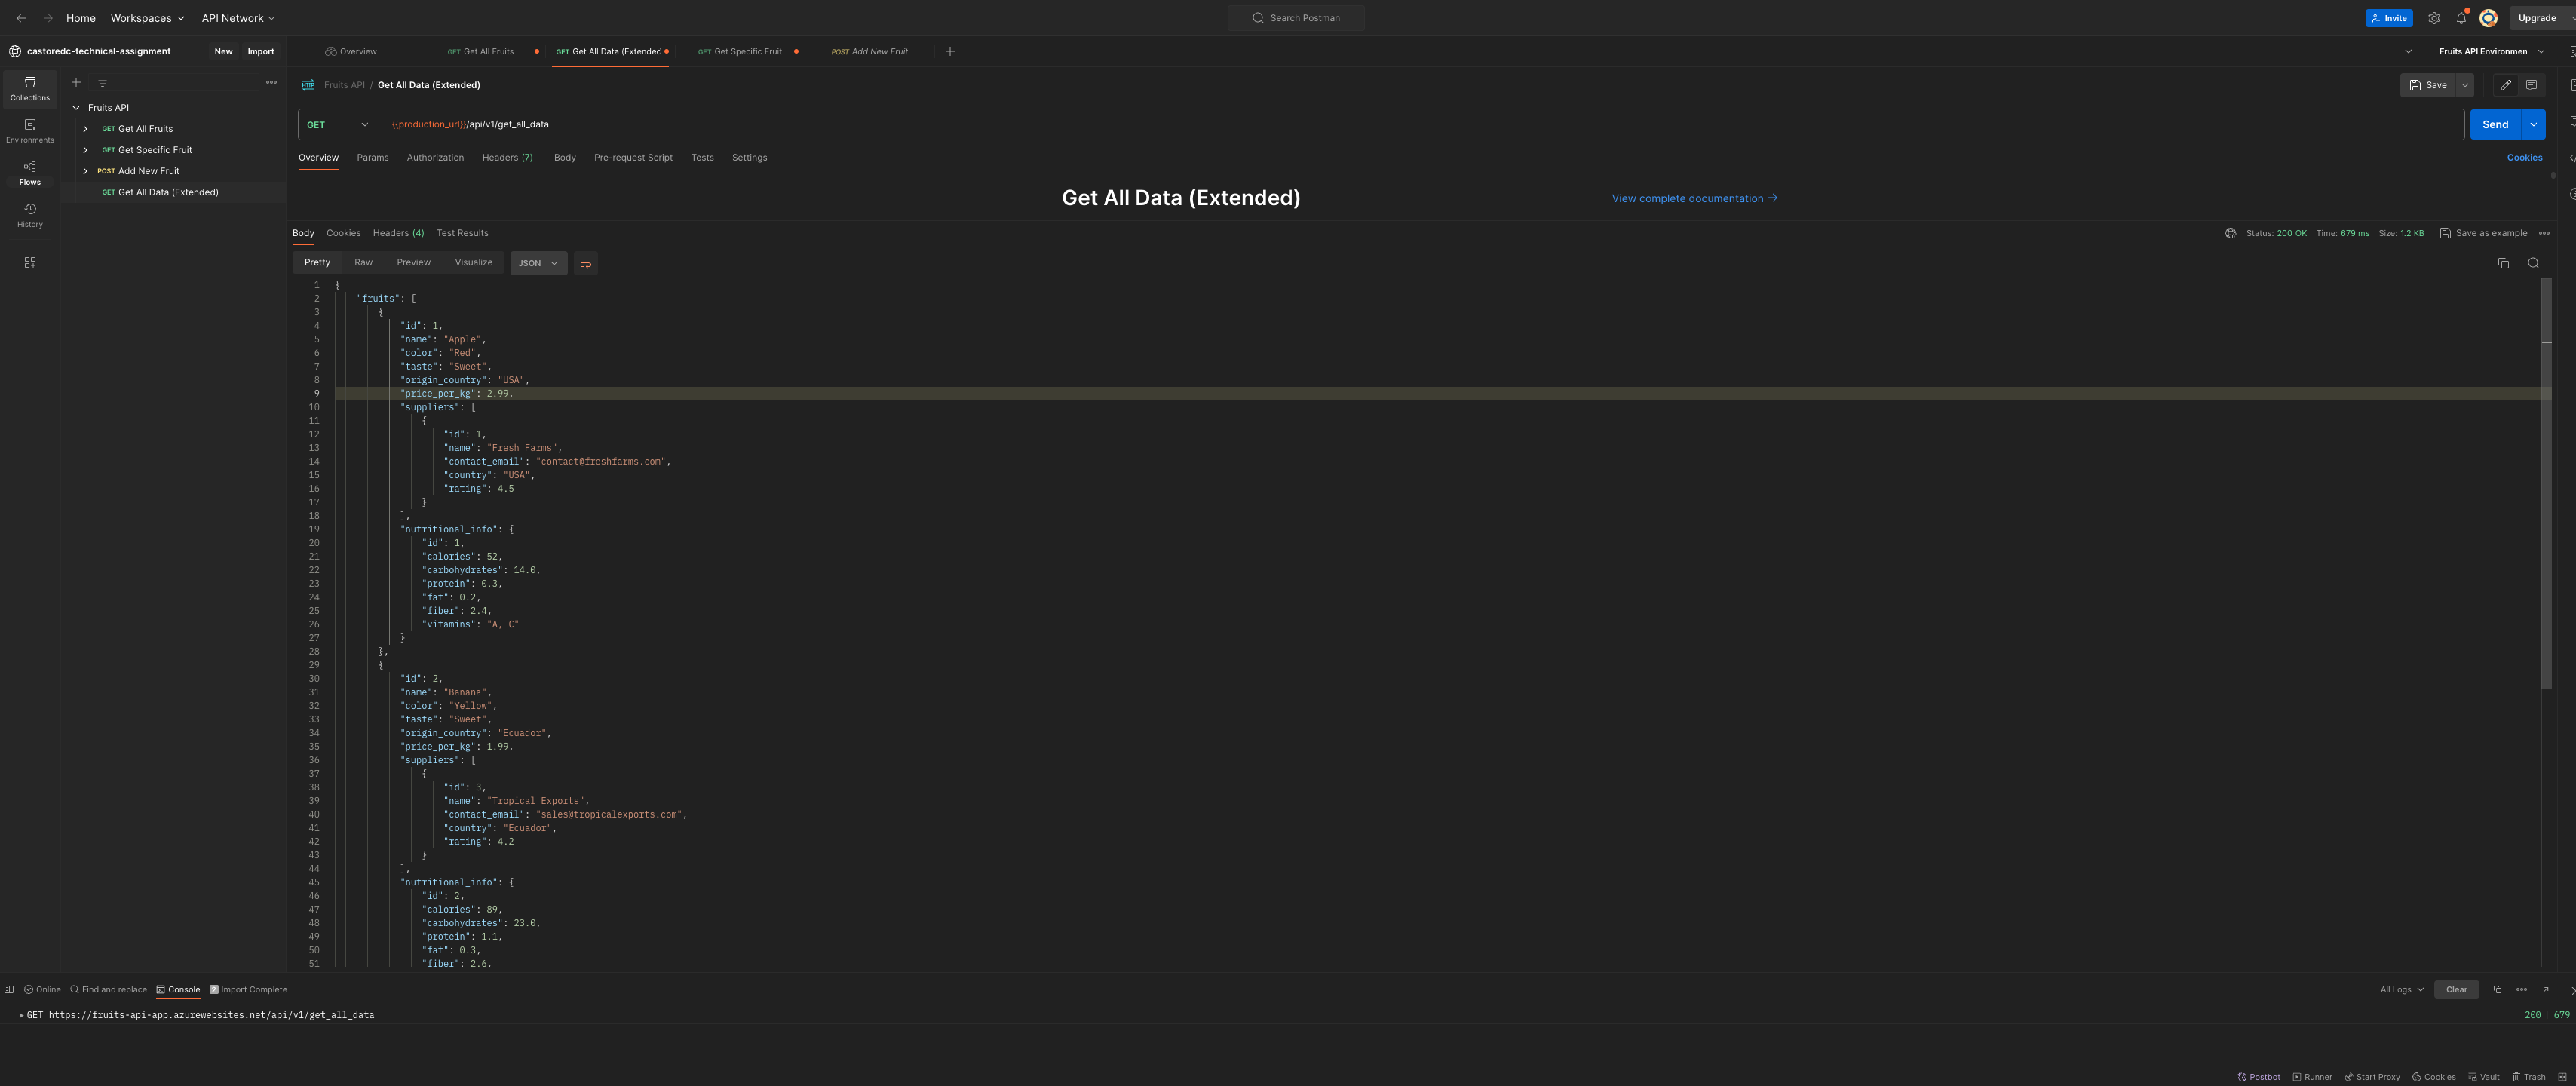 Home Workspaces API Network Search Postman Invite Upgrade
castoredc-technical-assignment New Import Overview GET Get All Fruits GET Get All Data (Extendec GET Get Specific Fruit POST Add New Fruit Fruits API Environmen
Collections
Environments
Flows
History
Fruits API
GET Get All Fruits
GET Get Specific Fruit
POST Add New Fruit
GET Get All Data (Extended)
HTTP Fruits API / Get All Data (Extended) Save
GET {{production_url}}/api/v1/get_all_data Send
Overview Params Authorization Headers (7) Body Pre-request Script Tests Settings Cookies
Get All Data (Extended) View complete documentation
Body Cookies Headers (4) Test Results Status: 200 OK Time: 679 ms Size: 1.2 KB Save as example
Pretty Raw Preview Visualize JSON
1 {
2 "fruits": [
3 {
4 "id": 1,
5 "name": "Apple",
6 "color": "Red",
7 "taste": "Sweet",
8 "origin_country": "USA",
9 "price_per_kg": 2.99,
10 "suppliers": [
11 {
12 "id": 1,
13 "name": "Fresh Farms",
14 "contact_email": "contact@freshfarms.com",
15 "country": "USA",
16 "rating": 4.5
17 }
18 ],
19 "nutritional_info": {
20 "id": 1,
21 "calories": 52,
22 "carbohydrates": 14.0,
23 "protein": 0.3,
24 "fat": 0.2,
25 "fiber": 2.4,
26 "vitamins": "A, C"
27 }
28 },
29 {
30 "id": 2,
31 "name": "Banana",
32 "color": "Yellow",
33 "taste": "Sweet",
34 "origin_country": "Ecuador",
35 "price_per_kg": 1.99,
36 "suppliers": [
37 {
38 "id": 3,
39 "name": "Tropical Exports",
40 "contact_email": "sales@tropicalexports.com",
41 "country": "Ecuador",
42 "rating": 4.2
43 }
44 ],
45 "nutritional_info": {
46 "id": 2,
47 "calories": 89,
48 "carbohydrates": 23.0,
49 "protein": 1.1,
50 "fat": 0.3,
51 "fiber": 2.6,
Online Find and replace Console 2 Import Complete All Logs Clear
GET https://fruits-api-app.azurewebsites.net/api/v1/get_all_data 200 679
Postbot Runner Start Proxy Cookies Vault Trash